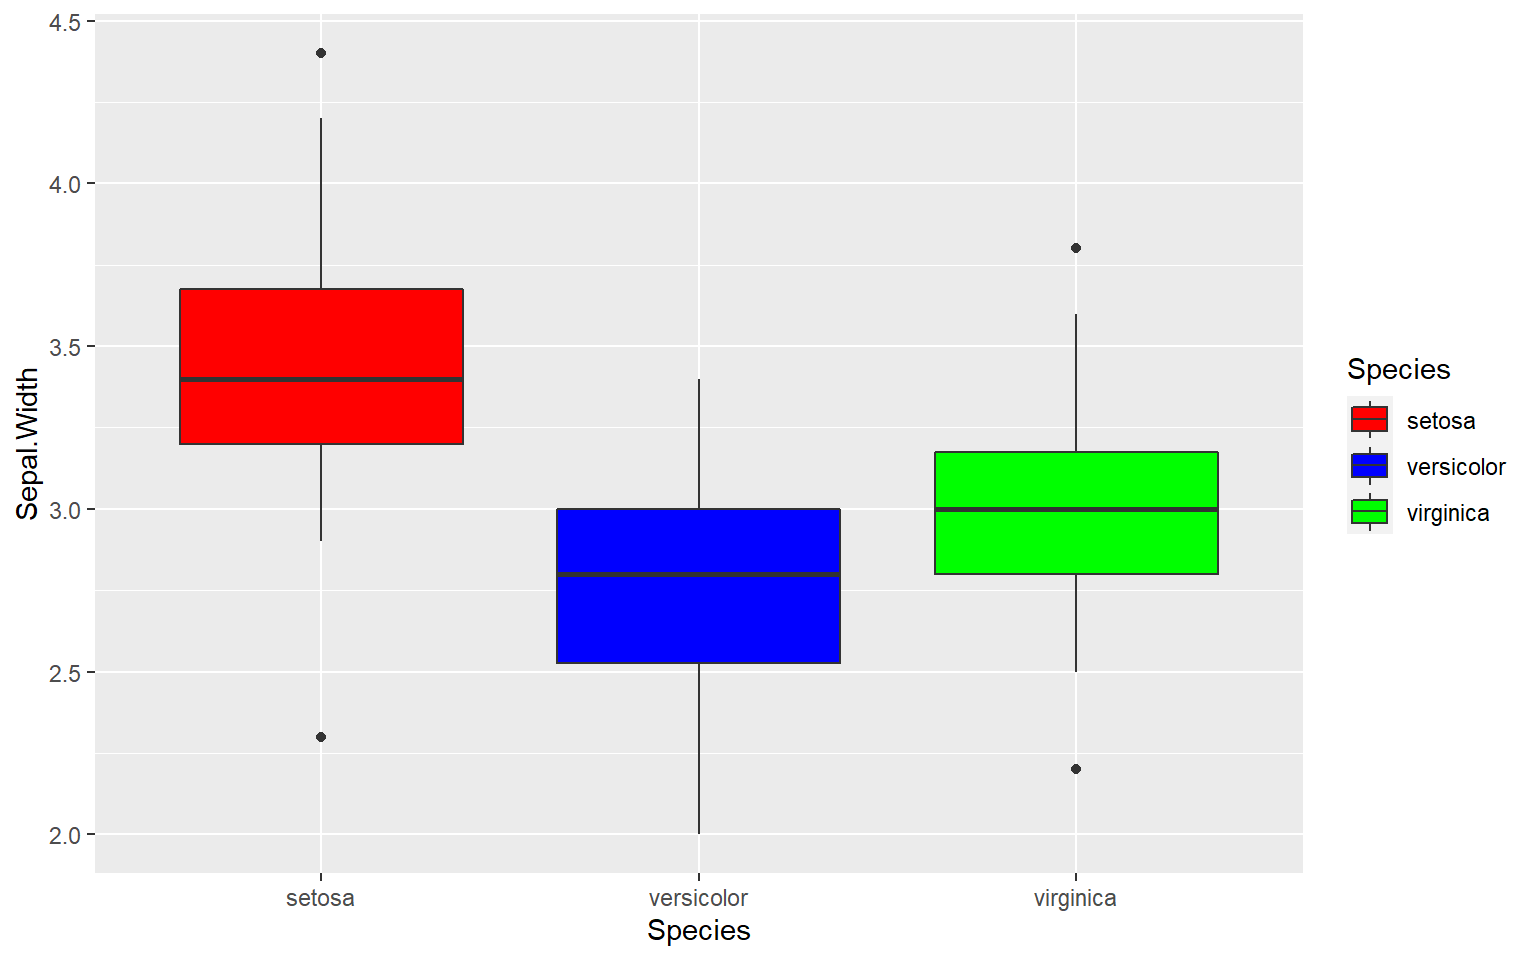 4.5
4.0
3.5
3.0
2.5
2.0
Sepal.Width
setosa
versicolor
virginica
Species
Species
setosa
versicolor
virginica